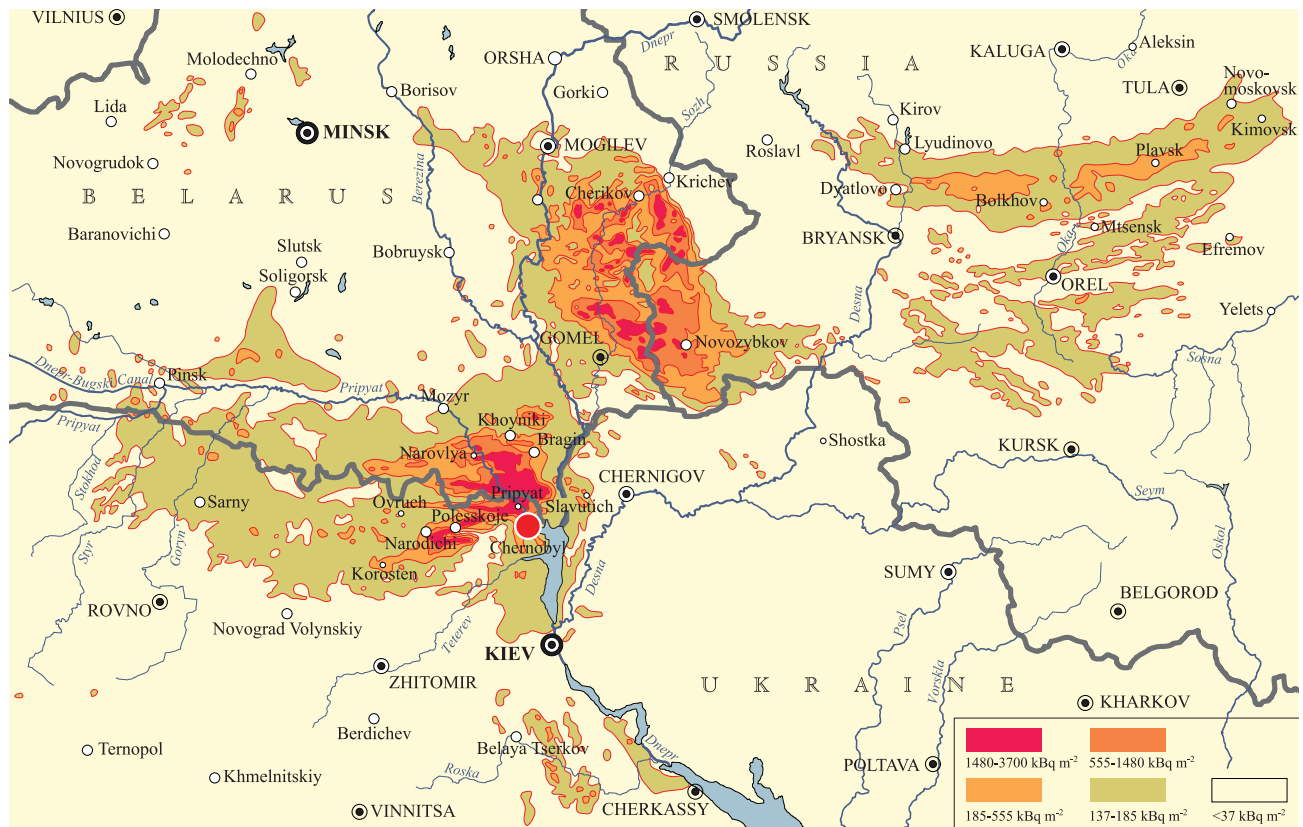 VILNIUS
SMOLENSK
Dnepr
ORSHA
RUSSIA
KALUGA
Aleksin
Oka
Molodechno
Borisov
Gorki
Sozh
TULA
Novo-
moskovsk
Lida
MINSK
Kirov
Kimovsk
MOGILEV
Roslavl
Lyudinovo
Novogrudok
Plavsk
Berezina
Krichev
BELARUS
Cherikov
Dyatlovo
Bolkhov
Baranovichi
BRYANSK
Mtsensk
Oka
Efremov
Slutsk
Bobruysk
Soligorsk
OREL
Desna
Yelets
GOMEL
Novozybkov
Sosna
Dnepr-Bugski Canal
Pinsk
Pripyat
Mozyr
Pripyat
Khoyniki
Bragin
Shostka
KURSK
Narovlya
Stokhod
CHERNIGOV
Sarny
Ovruch
Pripyat
Slavutich
Seym
Polesskoje
Narodichi
Chernobyl
Styr
Goryn
Oskol
Korosten
Desna
SUMY
ROVNO
BELGOROD
Novograd Volynskiy
Teterev
Psel
KIEV
ZHITOMIR
UKRAINE
Vorskla
KHARKOV
Berdichev
Ternopol
Belaya Tserkov
Dnepr
1480-3700 kBq m⁻²
555-1480 kBq m⁻²
Khmelnitskiy
Roska
POLTAVA
CHERKASSY
VINNITSA
185-555 kBq m⁻²
137-185 kBq m⁻²
<37 kBq m⁻²